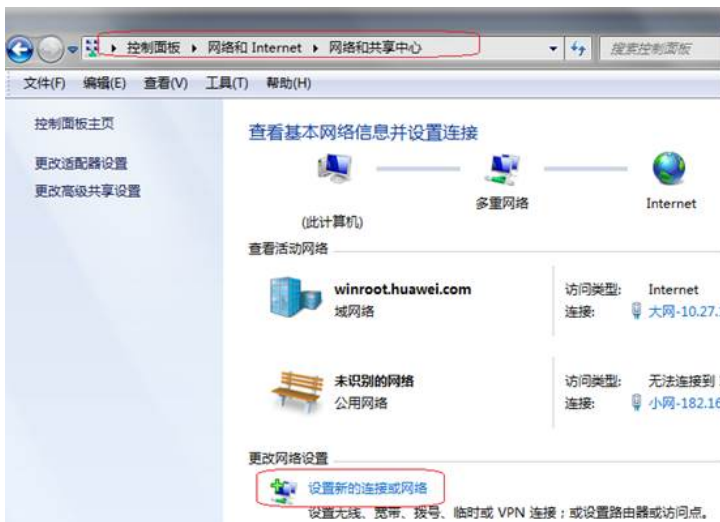 控制面板 ▸ 网络和 Internet ▸ 网络和共享中心
搜索控制面板
文件(F) 编辑(E) 查看(V) 工具(T) 帮助(H)
控制面板主页
更改适配器设置
更改高级共享设置
查看基本网络信息并设置连接
(此计算机)
多重网络
Internet
查看活动网络
winroot.huawei.com
域网络
访问类型: Internet
连接: 大网-10.27.
未识别的网络
公用网络
访问类型: 无法连接到
连接: 小网-182.16
更改网络设置
设置新的连接或网络
设置无线、宽带、拨号、临时或 VPN 连接；或设置路由器或访问点。